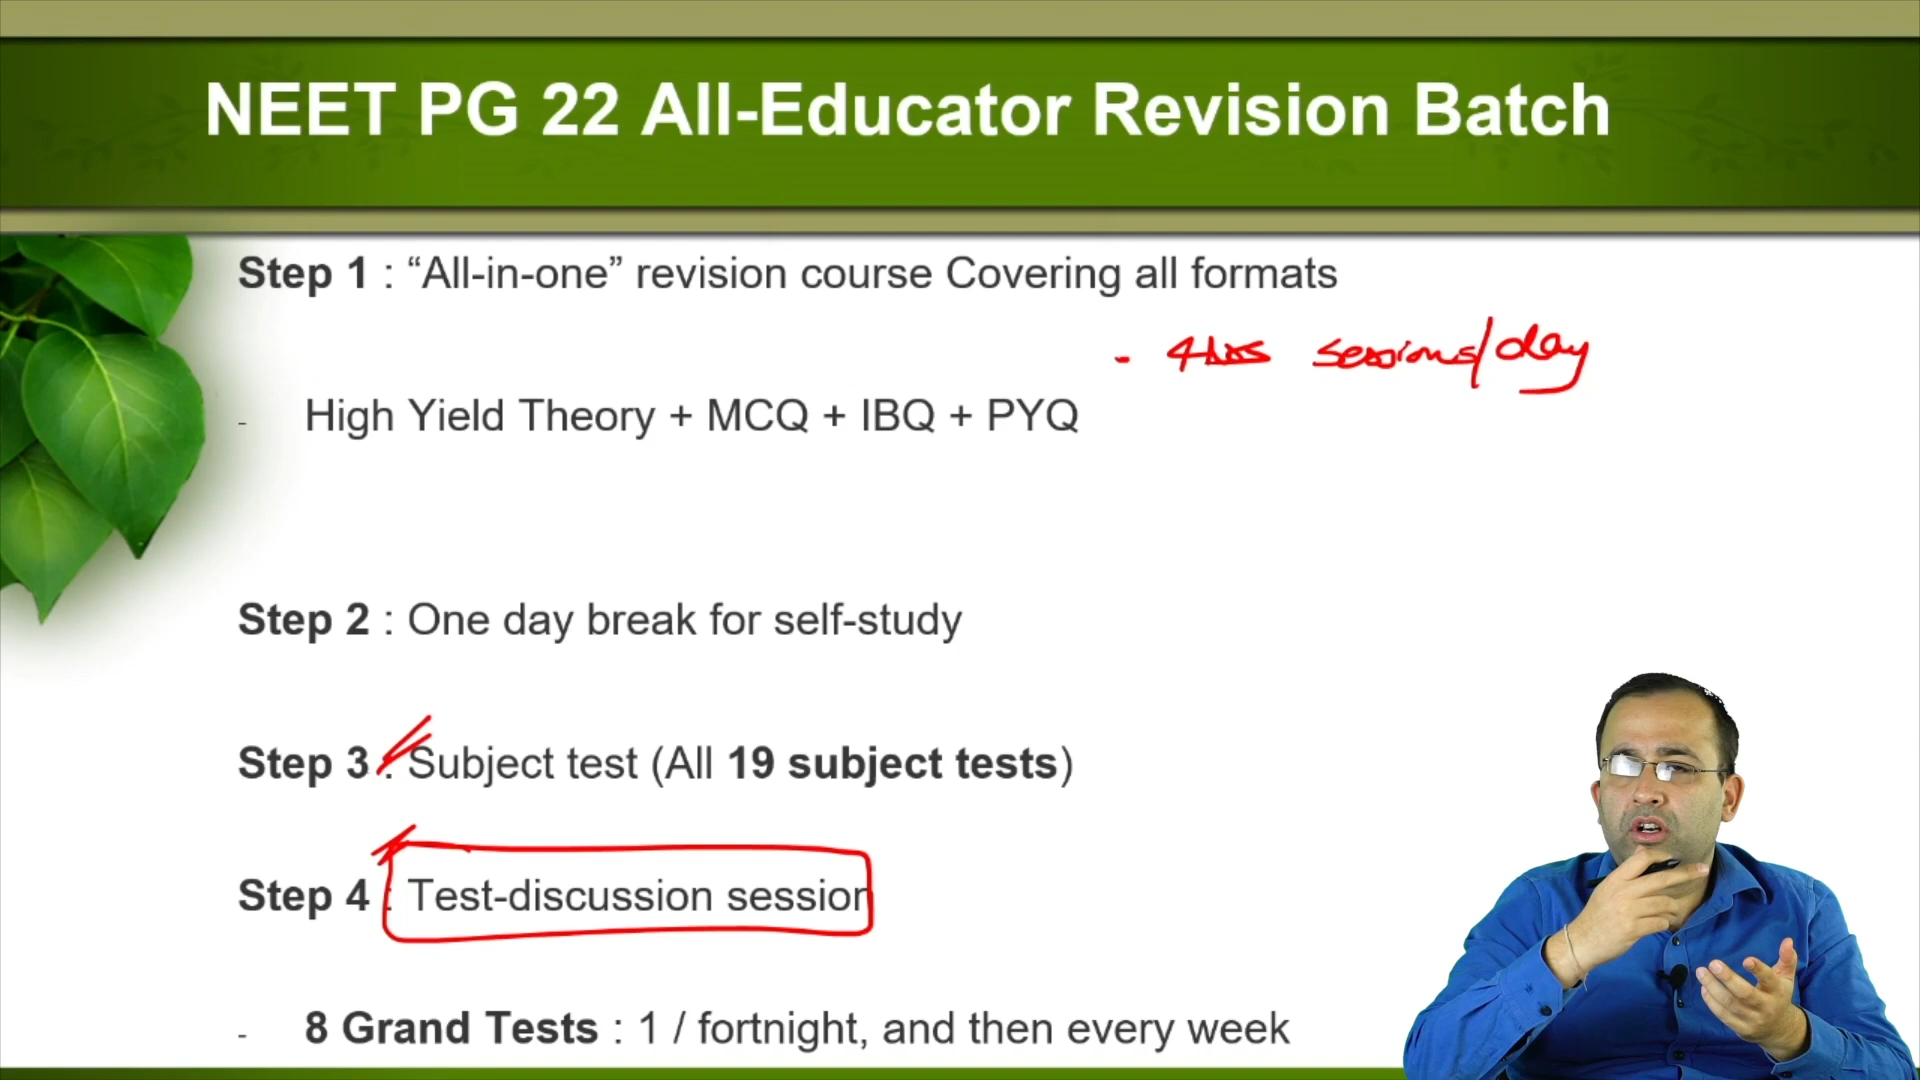 NEET PG 22 All-Educator Revision Batch
Step 1 : “All-in-one” revision course Covering all formats
- 4hrs sessions/day
- High Yield Theory + MCQ + IBQ + PYQ
Step 2 : One day break for self-study
Step 3 : Subject test (All 19 subject tests)
Step 4 : Test-discussion session
- 8 Grand Tests : 1 / fortnight, and then every week